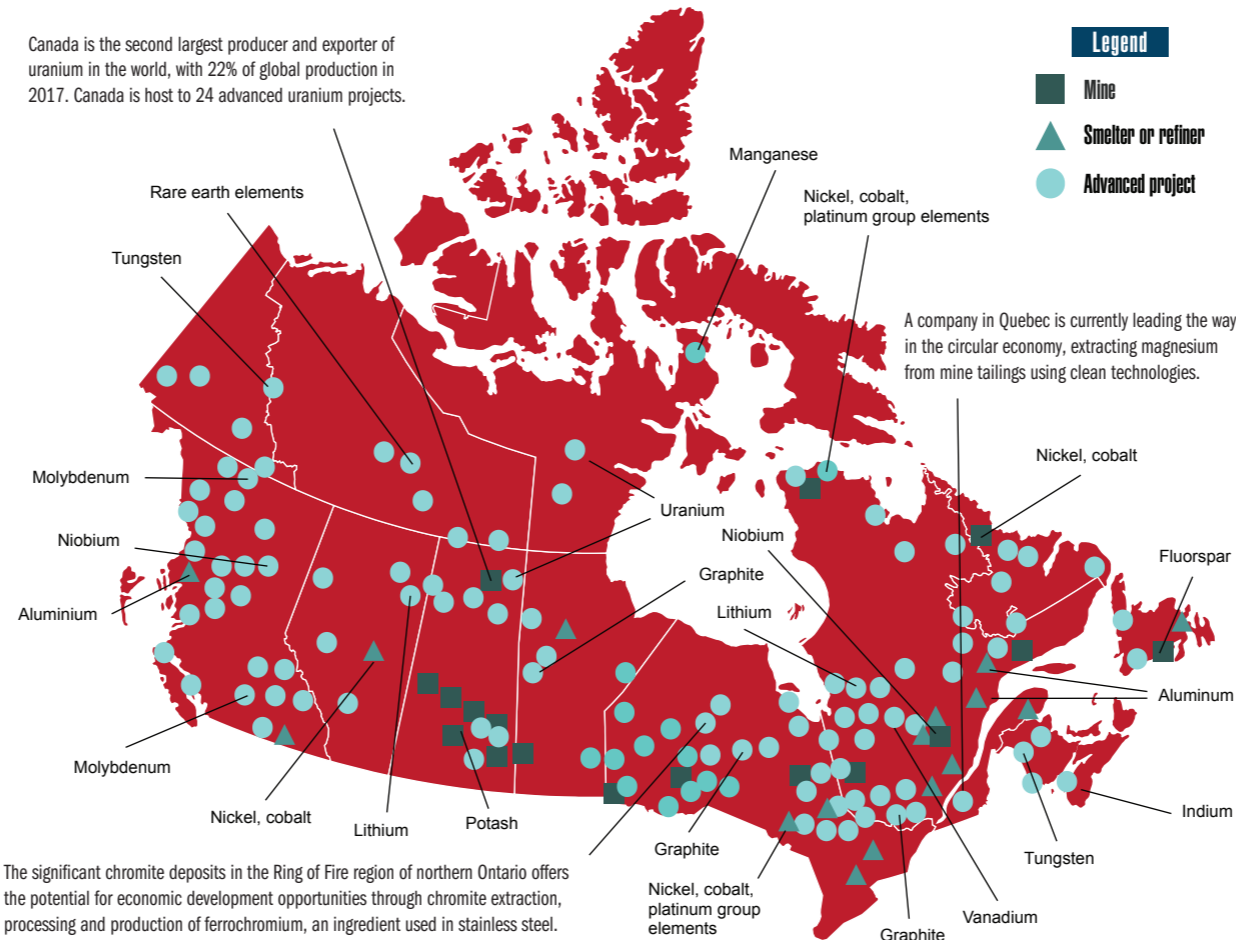 Canada is the second largest producer and exporter of
uranium in the world, with 22% of global production in
2017. Canada is host to 24 advanced uranium projects.
Legend
Mine
Smelter or refiner
Advanced project
Manganese
Rare earth elements
Nickel, cobalt,
platinum group elements
Tungsten
A company in Quebec is currently leading the way
in the circular economy, extracting magnesium
from mine tailings using clean technologies.
Nickel, cobalt
Molybdenum
Uranium
Niobium
Niobium
Fluorspar
Graphite
Aluminium
Lithium
Aluminum
Molybdenum
Nickel, cobalt
Lithium
Potash
Indium
Graphite
Tungsten
The significant chromite deposits in the Ring of Fire region of northern Ontario offers
the potential for economic development opportunities through chromite extraction,
processing and production of ferrochromium, an ingredient used in stainless steel.
Nickel, cobalt,
platinum group
elements
Vanadium
Graphite